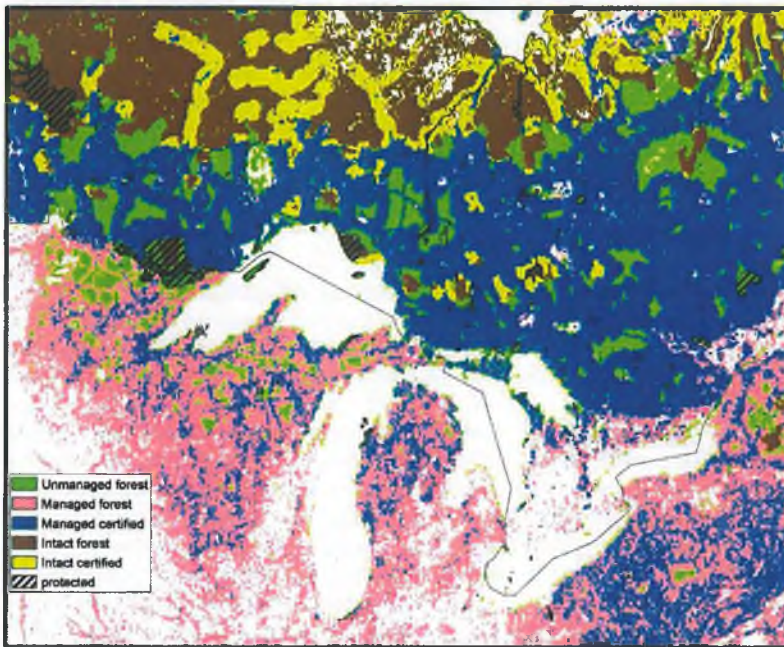 Unmanaged forest
Managed forest
Managed certified
Intact forest
Intact certified
protected